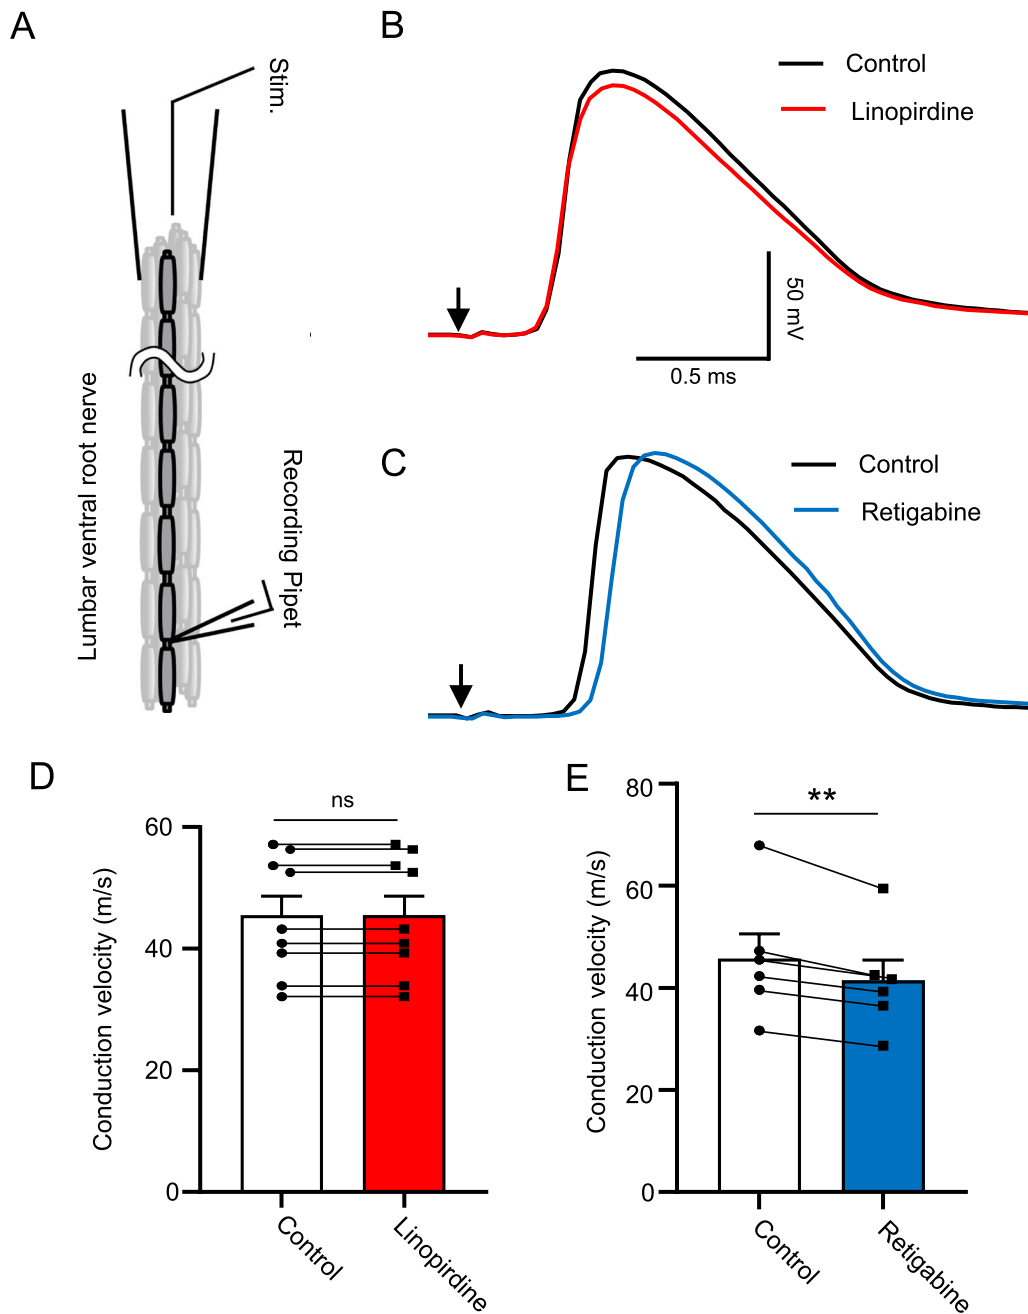 A
Stim.
Lumbar ventral root nerve
Recording Pipet
B
Control
Linopirdine
50 mV
0.5 ms
C
Control
Retigabine
D
ns
Conduction velocity (m/s)
60
40
20
0
Control
Linopirdine
E
**
Conduction velocity (m/s)
80
60
40
20
0
Control
Retigabine